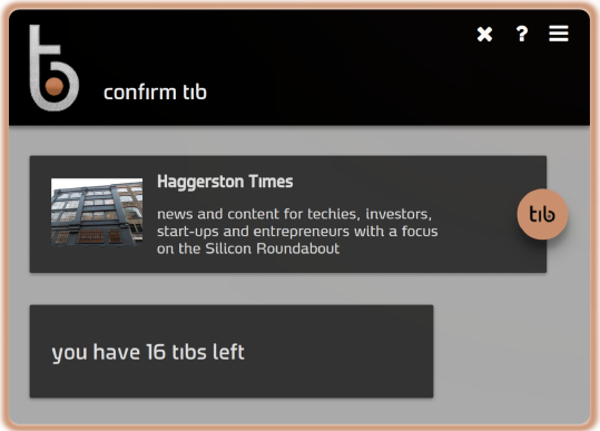 ✖ ? ☰
tb
confirm tib
Haggerston Times
news and content for techies, investors,
start-ups and entrepreneurs with a focus
on the Silicon Roundabout
tib
you have 16 tibs left